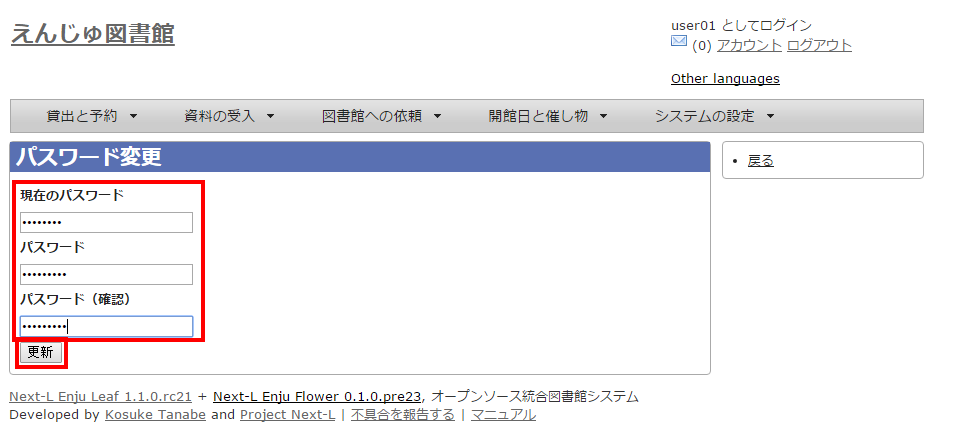 えんじゅ図書館
user01 としてログイン
(0) アカウント ログアウト
Other languages
貸出と予約 資料の受入 図書館への依頼 開館日と催し物 システムの設定
パスワード変更
戻る
現在のパスワード
••••••••
パスワード
•••••••••
パスワード（確認）
•••••••••
更新
Next-L Enju Leaf 1.1.0.rc21 + Next-L Enju Flower 0.1.0.pre23, オープンソース統合図書館システム
Developed by Kosuke Tanabe and Project Next-L | 不具合を報告する | マニュアル